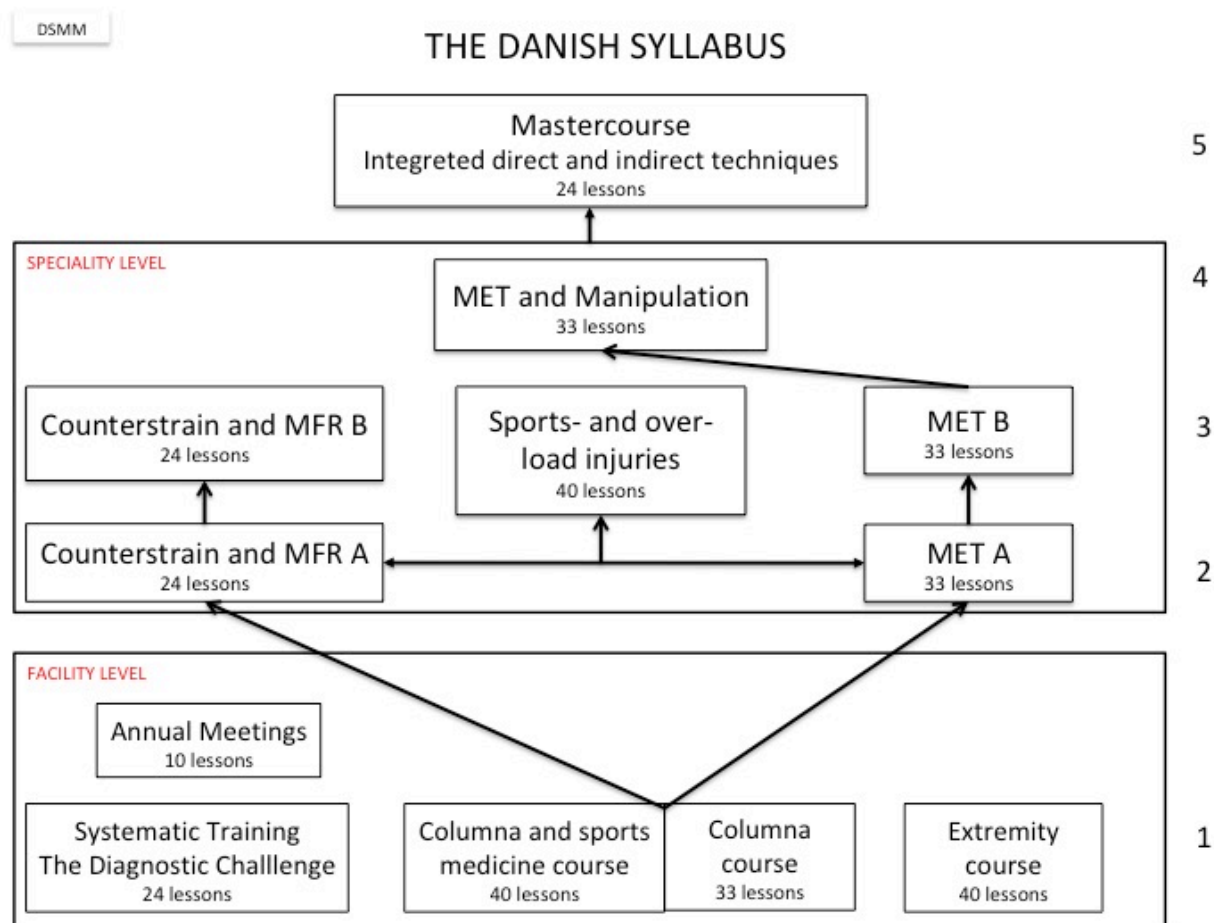 DSMM
THE DANISH SYLLABUS
Mastercourse
Integreted direct and indirect techniques
24 lessons
5
SPECIALITY LEVEL
MET and Manipulation
33 lessons
4
Counterstrain and MFR B
24 lessons
Sports- and over-
load injuries
40 lessons
MET B
33 lessons
3
Counterstrain and MFR A
24 lessons
MET A
33 lessons
2
FACILITY LEVEL
Annual Meetings
10 lessons
Systematic Training
The Diagnostic Challlenge
24 lessons
Columna and sports
medicine course
40 lessons
Columna
course
33 lessons
Extremity
course
40 lessons
1